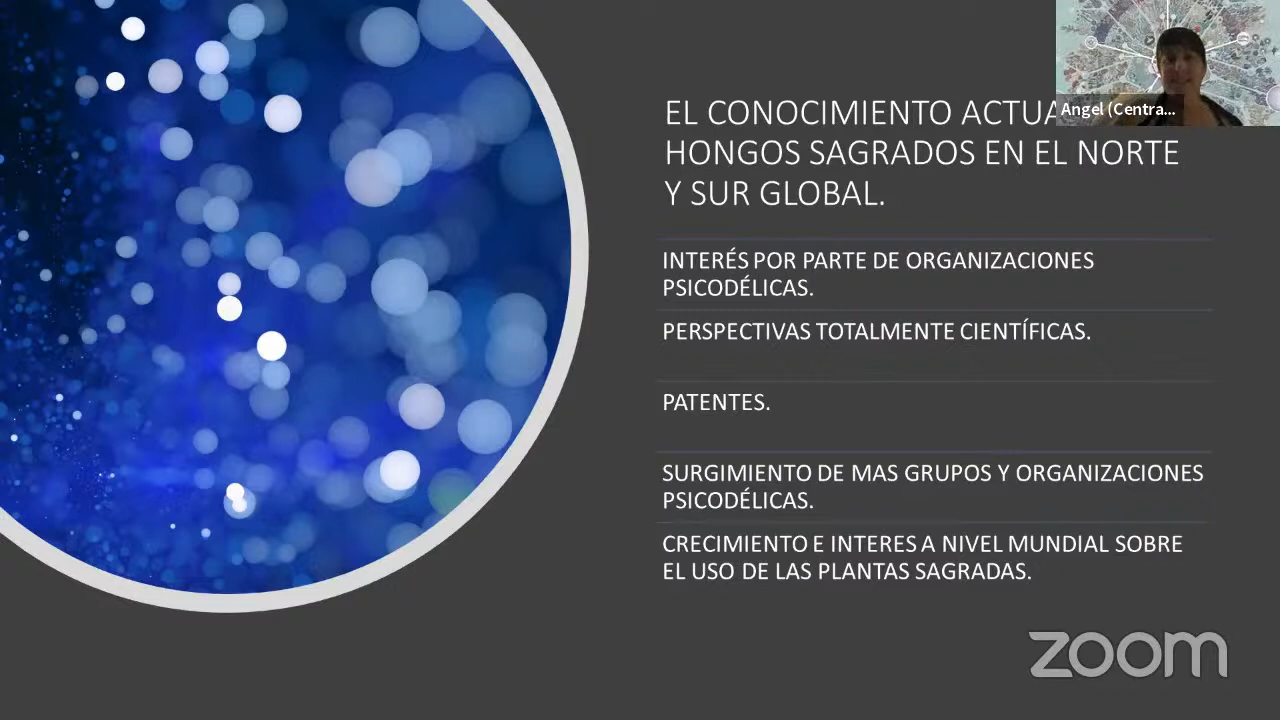 EL CONOCIMIENTO ACTUA
HONGOS SAGRADOS EN EL NORTE
Y SUR GLOBAL.
Angel (Centra...
INTERÉS POR PARTE DE ORGANIZACIONES
PSICODÉLICAS.
PERSPECTIVAS TOTALMENTE CIENTÍFICAS.
PATENTES.
SURGIMIENTO DE MAS GRUPOS Y ORGANIZACIONES
PSICODÉLICAS.
CRECIMIENTO E INTERES A NIVEL MUNDIAL SOBRE
EL USO DE LAS PLANTAS SAGRADAS.
zoom